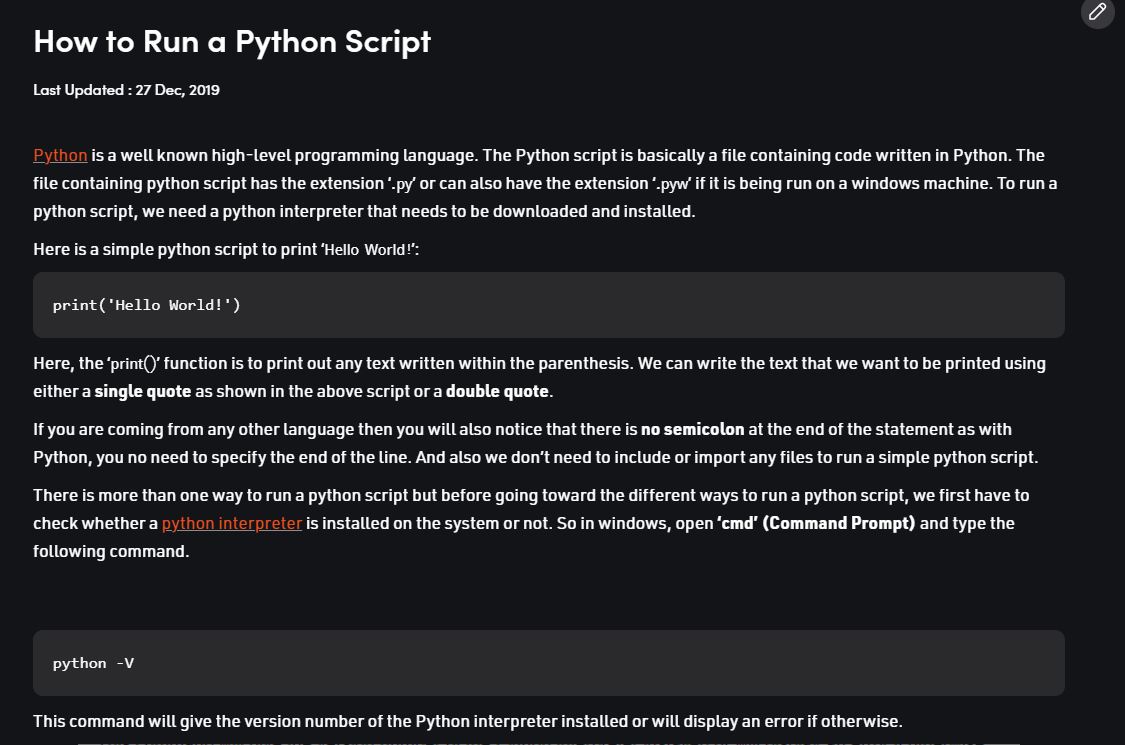 How to Run a Python Script
Last Updated : 27 Dec, 2019
Python is a well known high-level programming language. The Python script is basically a file containing code written in Python. The
file containing python script has the extension ‘.py’ or can also have the extension ‘.pyw’ if it is being run on a windows machine. To run a
python script, we need a python interpreter that needs to be downloaded and installed.
Here is a simple python script to print ‘Hello World!’:
print('Hello World!')
Here, the ‘print()’ function is to print out any text written within the parenthesis. We can write the text that we want to be printed using
either a single quote as shown in the above script or a double quote.
If you are coming from any other language then you will also notice that there is no semicolon at the end of the statement as with
Python, you no need to specify the end of the line. And also we don’t need to include or import any files to run a simple python script.
There is more than one way to run a python script but before going toward the different ways to run a python script, we first have to
check whether a python interpreter is installed on the system or not. So in windows, open ‘cmd’ (Command Prompt) and type the
following command.
python -V
This command will give the version number of the Python interpreter installed or will display an error if otherwise.